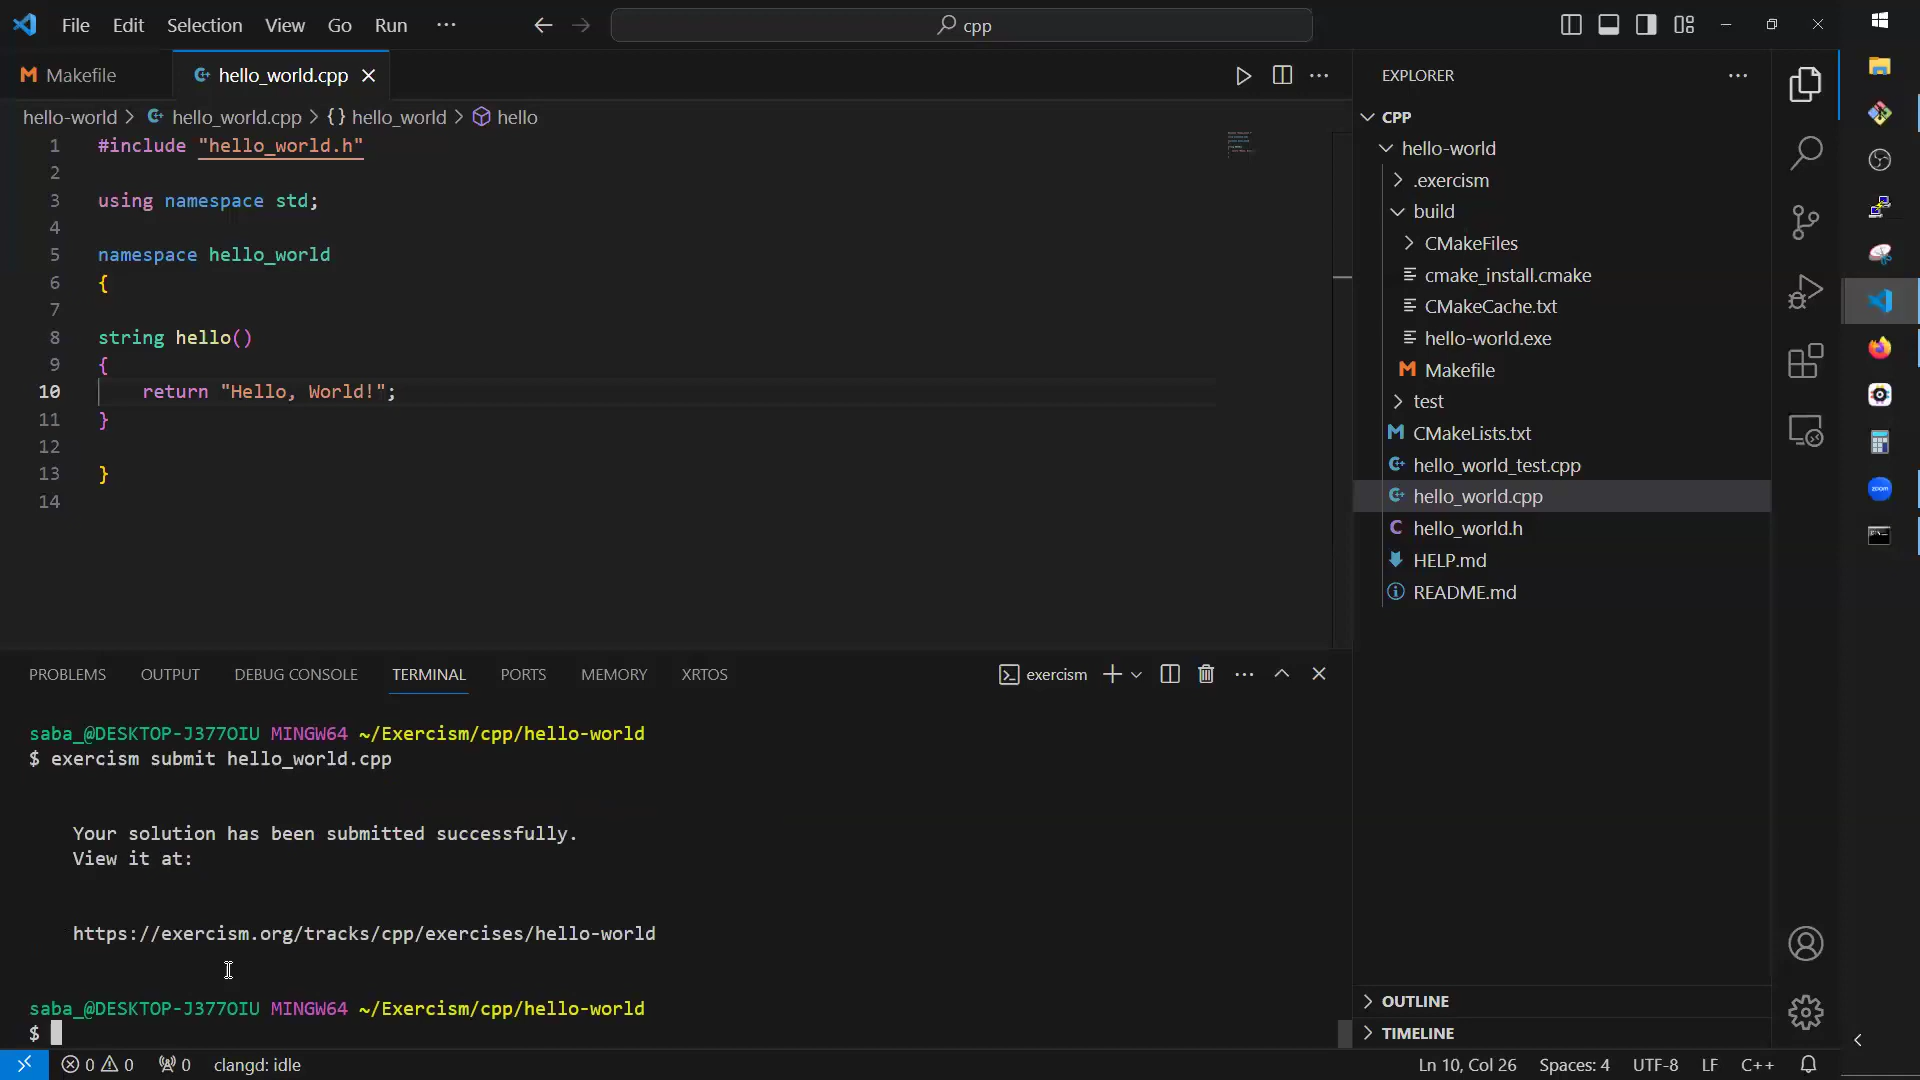 File Edit Selection View Go Run ··· cpp
Makefile hello_world.cpp
hello-world > hello_world.cpp > {} hello_world > hello
1 #include "hello_world.h"
2
3 using namespace std;
4
5 namespace hello_world
6 {
7
8 string hello()
9 {
10 return "Hello, World!";
11 }
12
13 }
14
PROBLEMS OUTPUT DEBUG CONSOLE TERMINAL PORTS MEMORY XRTOS exercism
saba_@DESKTOP-J377OIU MINGW64 ~/Exercism/cpp/hello-world
$ exercism submit hello_world.cpp
Your solution has been submitted successfully.
View it at:
https://exercism.org/tracks/cpp/exercises/hello-world
saba_@DESKTOP-J377OIU MINGW64 ~/Exercism/cpp/hello-world
$
EXPLORER
CPP
hello-world
.exercism
build
CMakeFiles
cmake_install.cmake
CMakeCache.txt
hello-world.exe
Makefile
test
CMakeLists.txt
hello_world_test.cpp
hello_world.cpp
hello_world.h
HELP.md
README.md
OUTLINE
TIMELINE
zoom
0 0 0 clangd: idle Ln 10, Col 26 Spaces: 4 UTF-8 LF C++